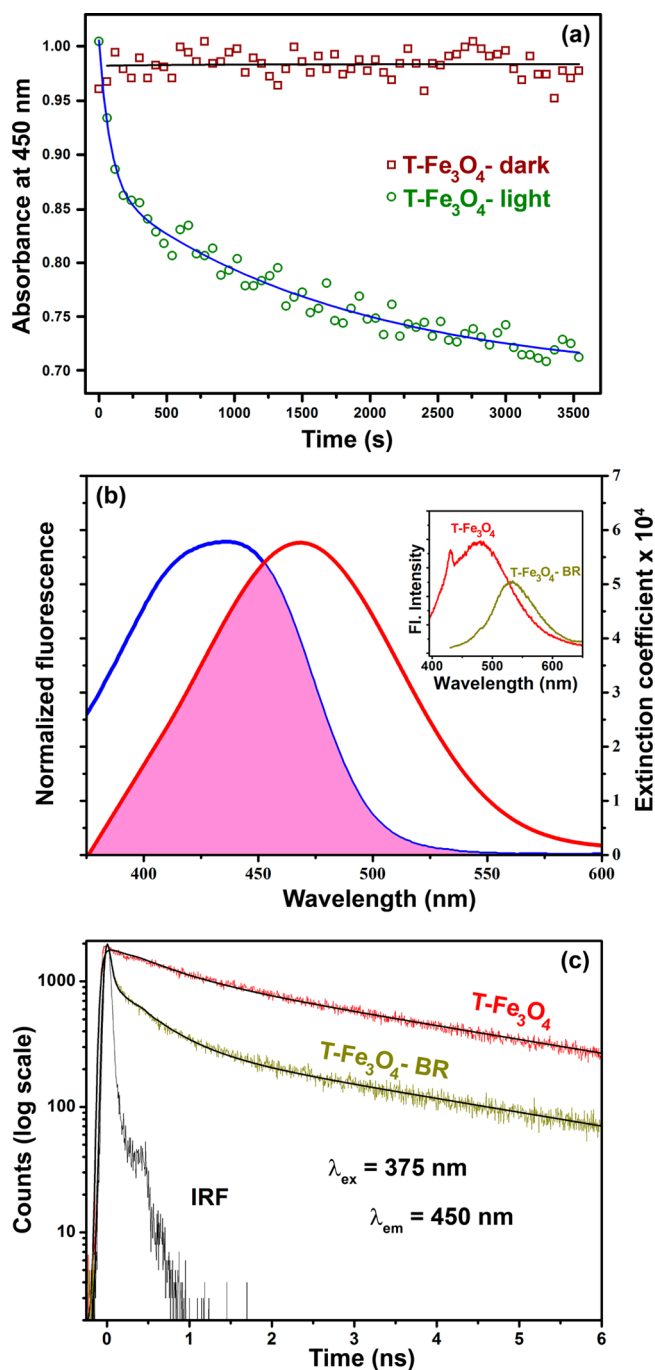 (a)
1.00
0.95
0.90
0.85
0.80
0.75
0.70
Absorbance at 450 nm
T-Fe₃O₄- dark
T-Fe₃O₄- light
0 500 1000 1500 2000 2500 3000 3500
Time (s)
(b)
Normalized fluorescence
7
6
5
4
3
2
1
0
Extinction coefficient x 10⁴
T-Fe₃O₄
T-Fe₃O₄- BR
Fl. Intensity
400 500 600
Wavelength (nm)
400 450 500 550 600
Wavelength (nm)
(c)
1000
100
10
Counts (log scale)
T-Fe₃O₄
T-Fe₃O₄- BR
IRF
λex = 375 nm
λem = 450 nm
0 1 2 3 4 5 6
Time (ns)